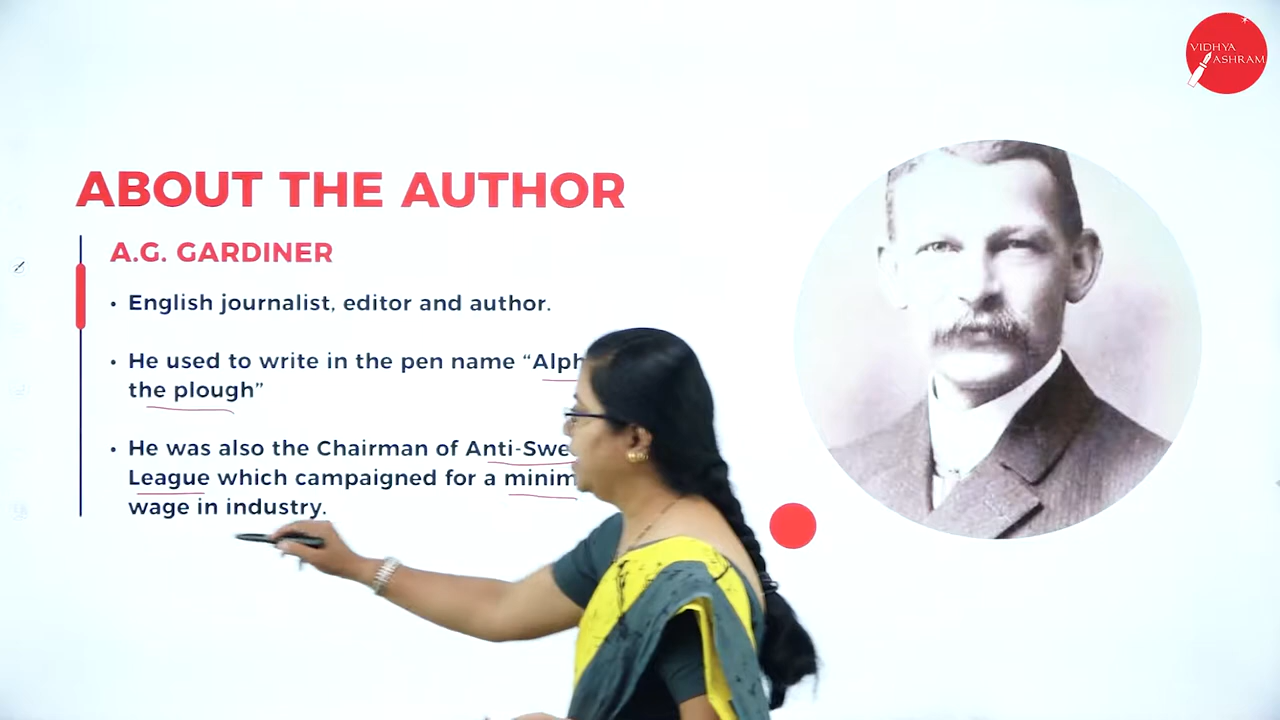 VIDHYA
ASHRAM
ABOUT THE AUTHOR
A.G. GARDINER
• English journalist, editor and author.
• He used to write in the pen name “Alph
the plough”
• He was also the Chairman of Anti-Swe
League which campaigned for a minim
wage in industry.